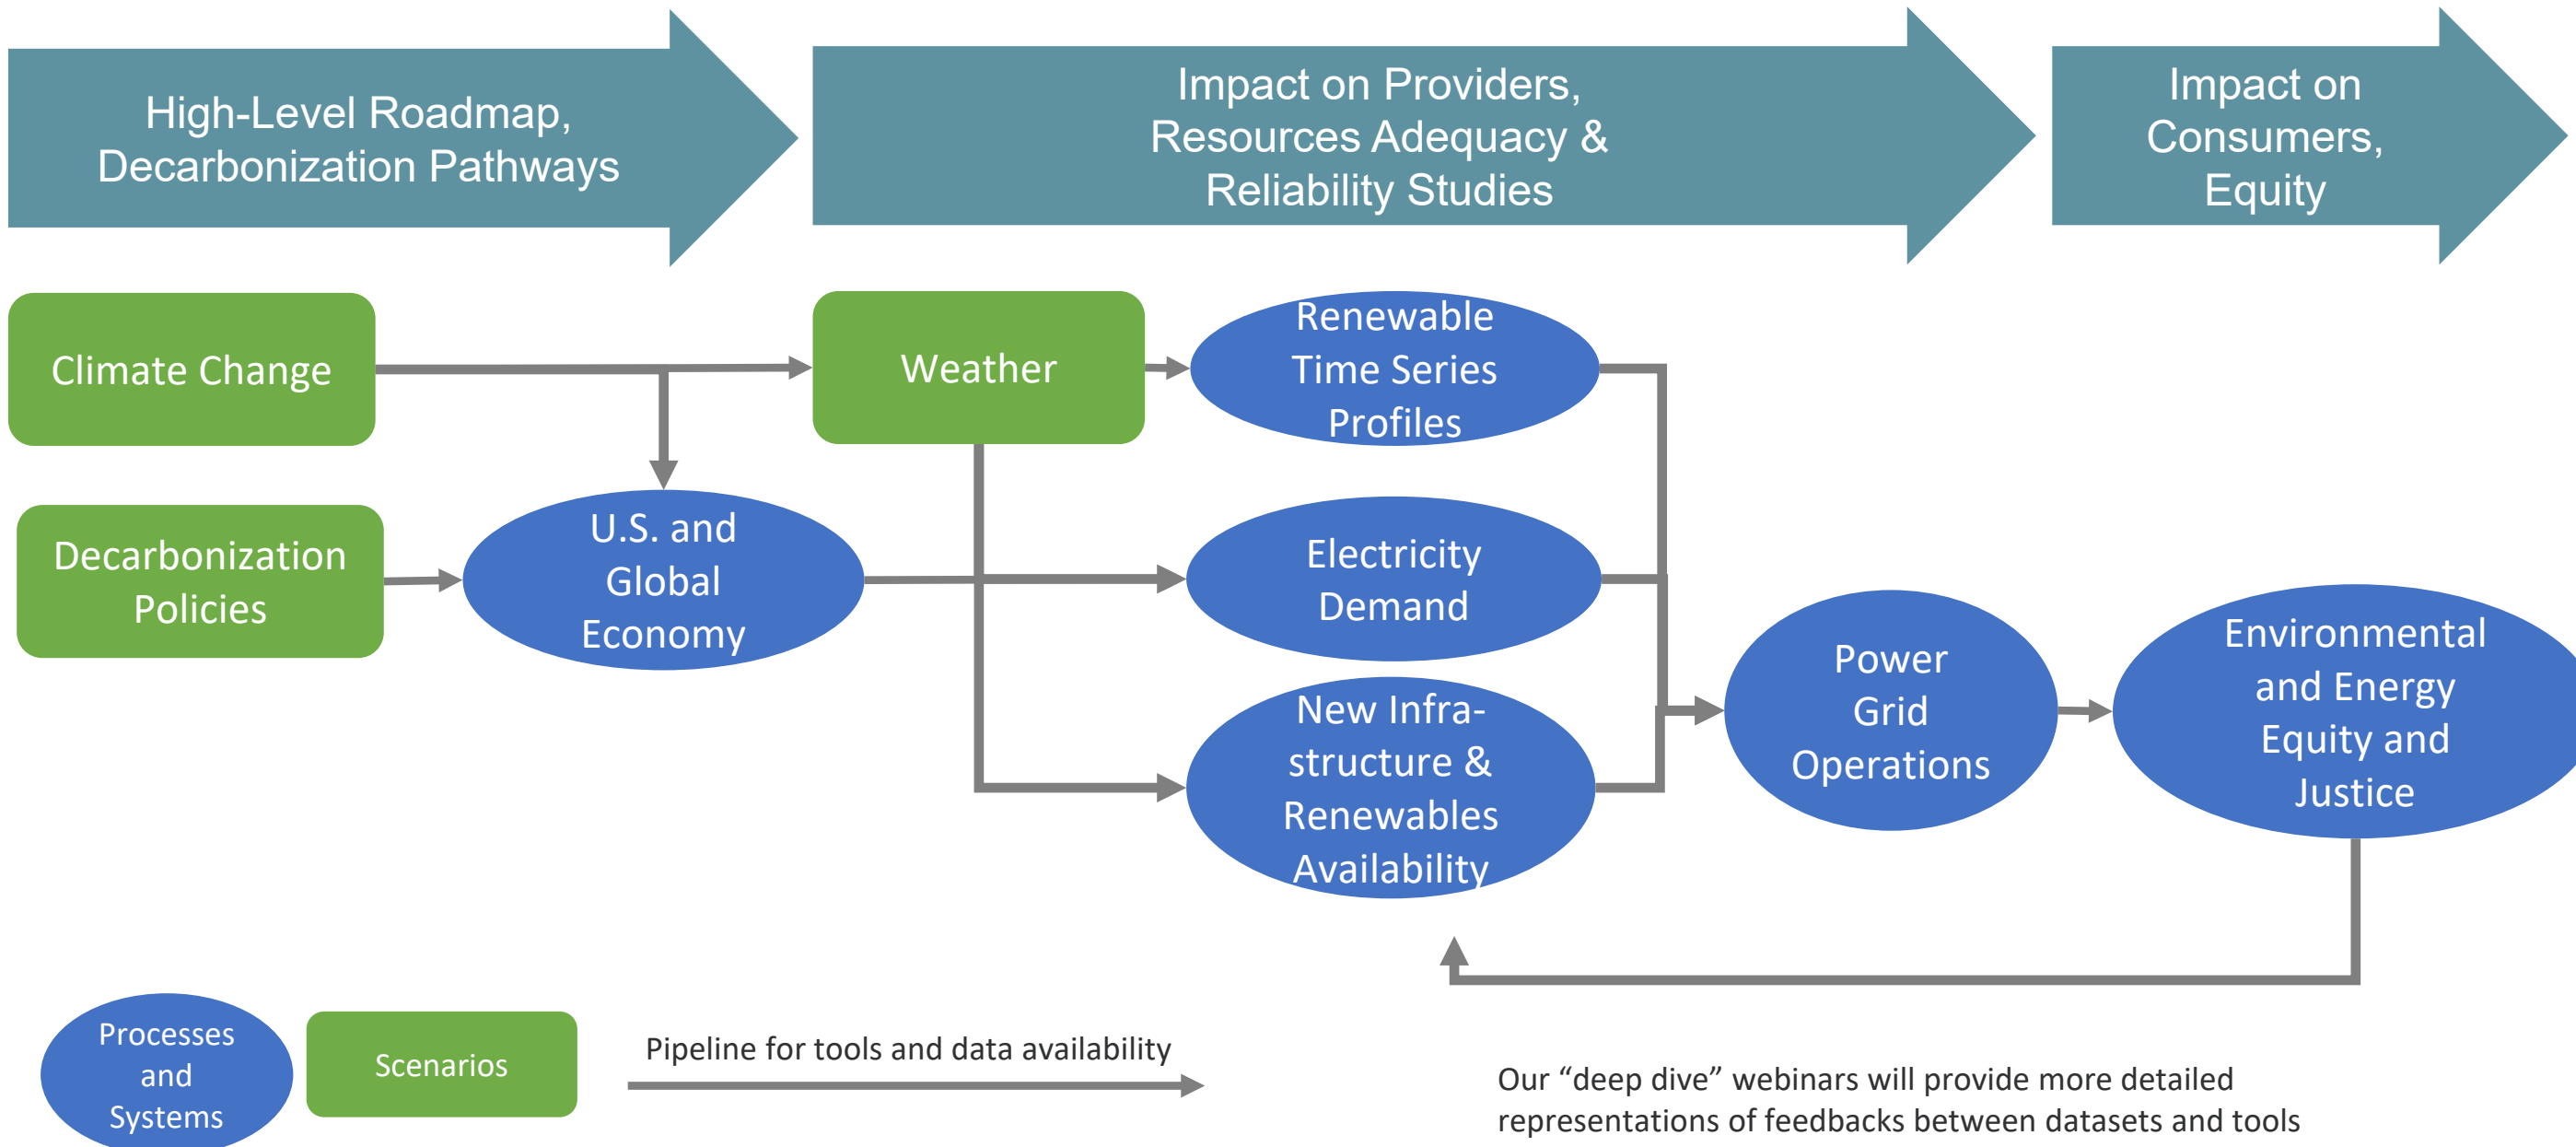 High-Level Roadmap,
Decarbonization Pathways
Impact on Providers,
Resources Adequacy &
Reliability Studies
Impact on
Consumers,
Equity
Climate Change
Weather
Renewable
Time Series
Profiles
Decarbonization
Policies
U.S. and
Global
Economy
Electricity
Demand
New Infra-
structure &
Renewables
Availability
Power
Grid
Operations
Environmental
and Energy
Equity and
Justice
Processes
and
Systems
Scenarios
Pipeline for tools and data availability
Our “deep dive” webinars will provide more detailed
representations of feedbacks between datasets and tools